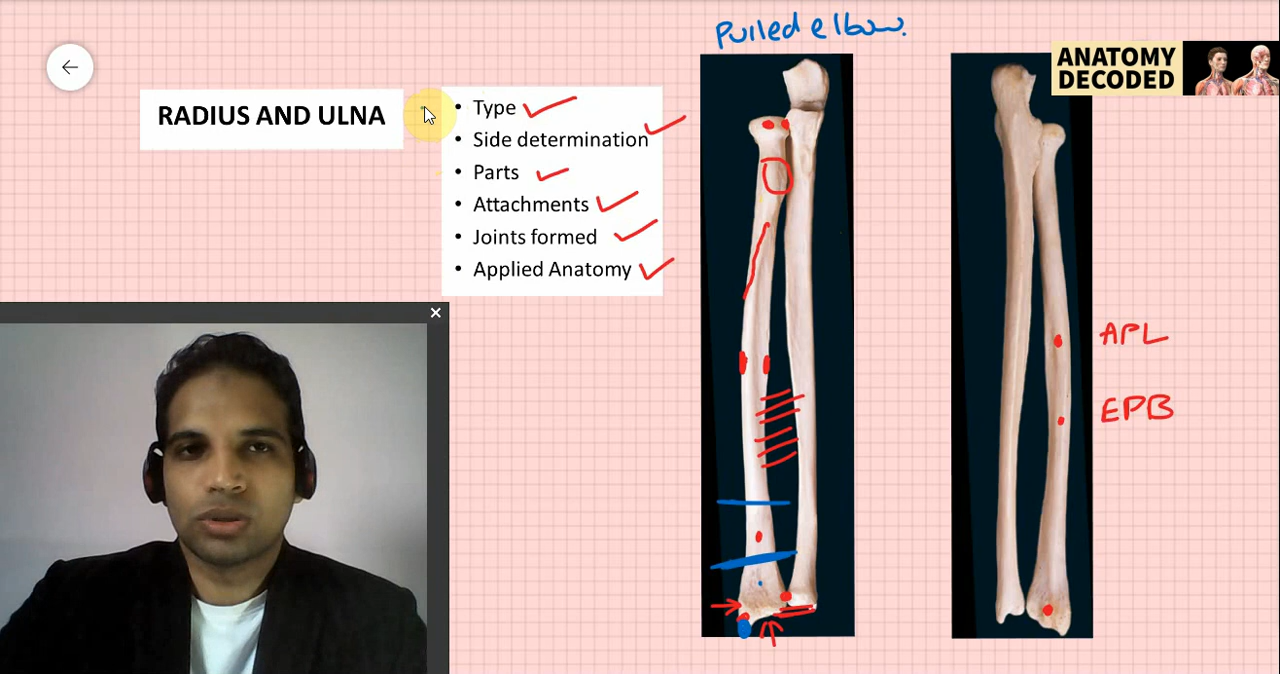 Pulled elbow.
ANATOMY
DECODED
RADIUS AND ULNA
• Type
• Side determination
• Parts
• Attachments
• Joints formed
• Applied Anatomy
APL
EPB